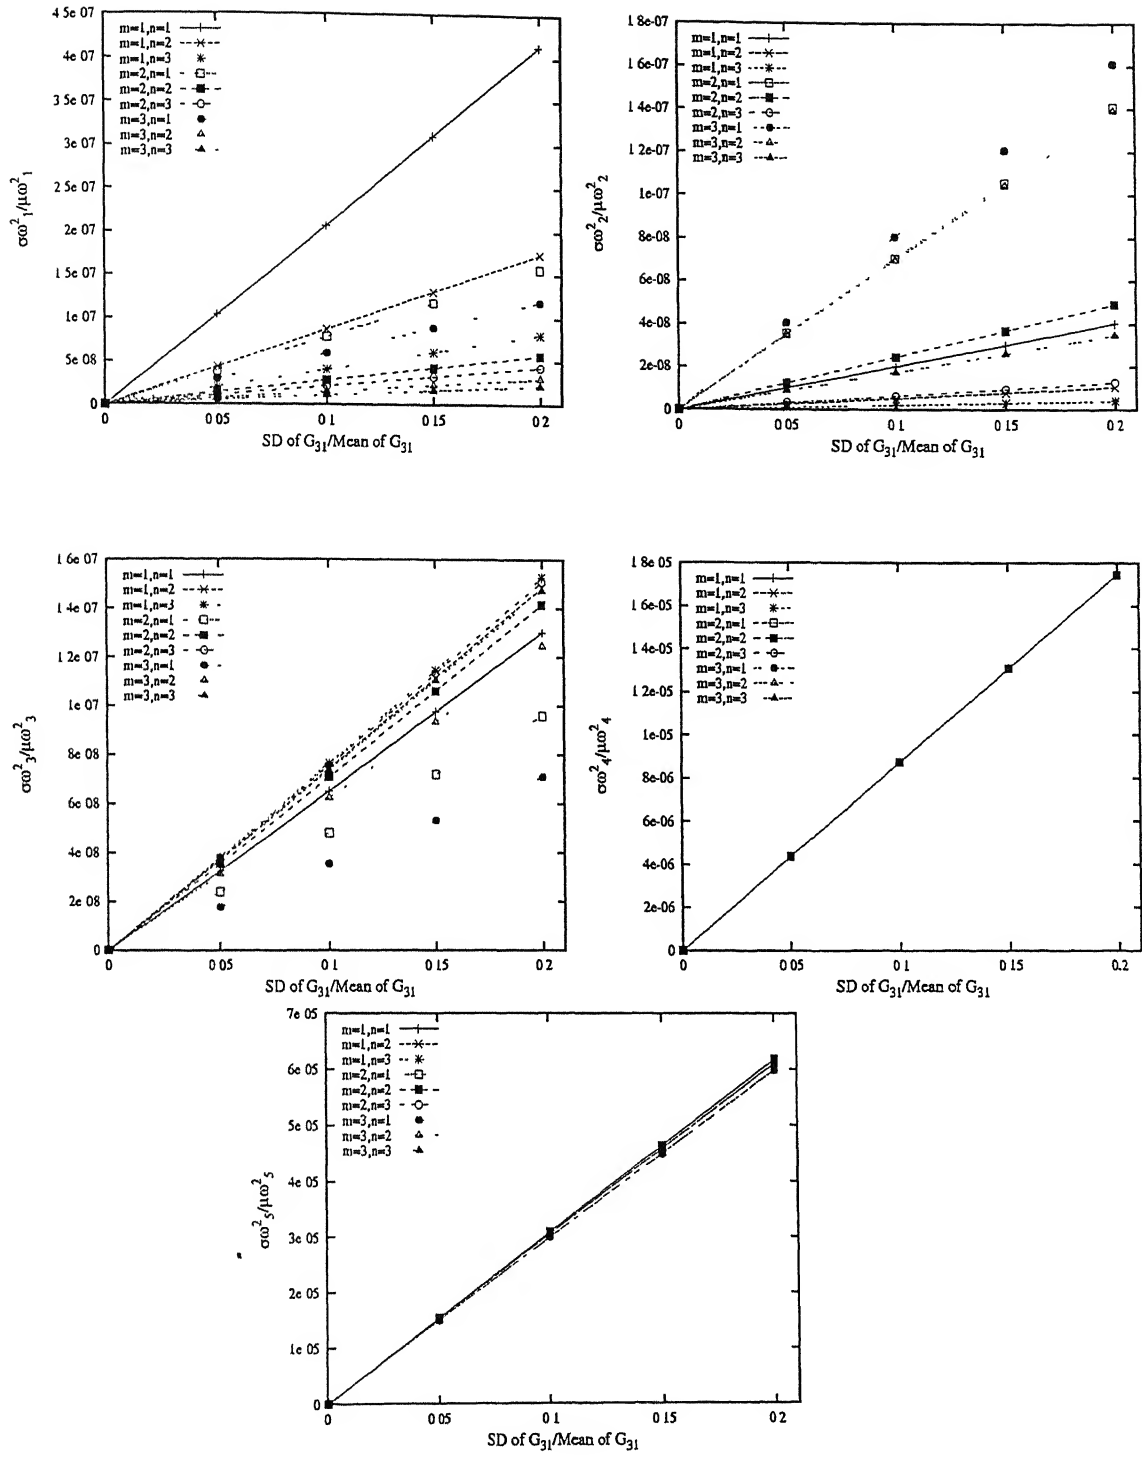 4 5e 07
4e 07
3 5e 07
3e 07
2 5e 07
2e 07
1 5e 07
1e 07
5e 08
0
m=1,n=1
m=1,n=2
m=1,n=3
m=2,n=1
m=2,n=2
m=2,n=3
m=3,n=1
m=3,n=2
m=3,n=3
σω²₁/μω²₁
0 0 05 0 1 0 15 0 2
SD of G₃₁/Mean of G₃₁
1 8e-07
1 6e-07
1 4e-07
1 2e-07
1e-07
8e-08
6e-08
4e-08
2e-08
0
m=1,n=1
m=1,n=2
m=1,n=3
m=2,n=1
m=2,n=2
m=2,n=3
m=3,n=1
m=3,n=2
m=3,n=3
σω²₂/μω²₂
0 0 05 0 1 0 15 0 2
SD of G₃₁/Mean of G₃₁
1 6e 07
1 4e 07
1 2e 07
1e 07
8e 08
6e 08
4e 08
2e 08
0
m=1,n=1
m=1,n=2
m=1,n=3
m=2,n=1
m=2,n=2
m=2,n=3
m=3,n=1
m=3,n=2
m=3,n=3
σω²₃/μω²₃
0 0 05 0 1 0 15 0 2
SD of G₃₁/Mean of G₃₁
1 8e 05
1 6e-05
1 4e-05
1 2e-05
1e-05
8e-06
6e-06
4e-06
2e-06
0
m=1,n=1
m=1,n=2
m=1,n=3
m=2,n=1
m=2,n=2
m=2,n=3
m=3,n=1
m=3,n=2
m=3,n=3
σω²₄/μω²₄
0 0 05 0 1 0 15 0 2
SD of G₃₁/Mean of G₃₁
7e 05
6e 05
5e 05
4e 05
3e 05
2e 05
1e 05
0
m=1,n=1
m=1,n=2
m=1,n=3
m=2,n=1
m=2,n=2
m=2,n=3
m=3,n=1
m=3,n=2
m=3,n=3
σω²₅/μω²₅
0 0 05 0 1 0 15 0 2
SD of G₃₁/Mean of G₃₁